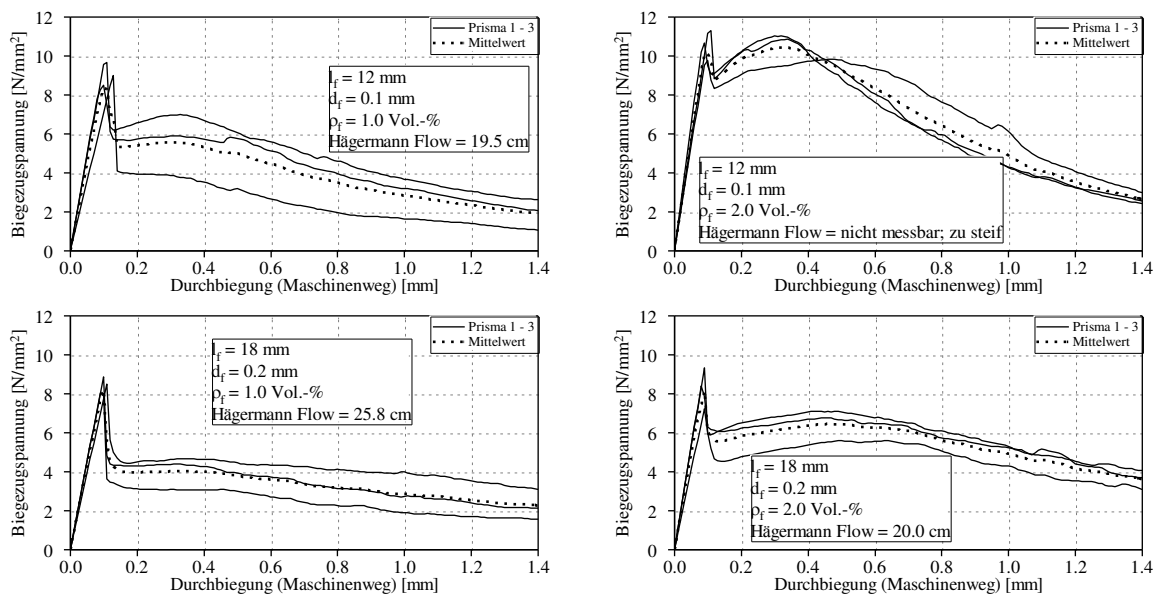 12
10
8
6
4
2
0
Biegezugspannung [N/mm²]
Prisma 1 - 3
Mittelwert
l_f = 12 mm
d_f = 0.1 mm
ρ_f = 1.0 Vol.-%
Hägermann Flow = 19.5 cm
0.0 0.2 0.4 0.6 0.8 1.0 1.2 1.4
Durchbiegung (Maschinenweg) [mm]
12
10
8
6
4
2
0
Biegezugspannung [N/mm²]
Prisma 1 - 3
Mittelwert
l_f = 12 mm
d_f = 0.1 mm
ρ_f = 2.0 Vol.-%
Hägermann Flow = nicht messbar; zu steif
0.0 0.2 0.4 0.6 0.8 1.0 1.2 1.4
Durchbiegung (Maschinenweg) [mm]
12
10
8
6
4
2
0
Biegezugspannung [N/mm²]
Prisma 1 - 3
Mittelwert
l_f = 18 mm
d_f = 0.2 mm
ρ_f = 1.0 Vol.-%
Hägermann Flow = 25.8 cm
0.0 0.2 0.4 0.6 0.8 1.0 1.2 1.4
Durchbiegung (Maschinenweg) [mm]
12
10
8
6
4
2
0
Biegezugspannung [N/mm²]
Prisma 1 - 3
Mittelwert
l_f = 18 mm
d_f = 0.2 mm
ρ_f = 2.0 Vol.-%
Hägermann Flow = 20.0 cm
0.0 0.2 0.4 0.6 0.8 1.0 1.2 1.4
Durchbiegung (Maschinenweg) [mm]